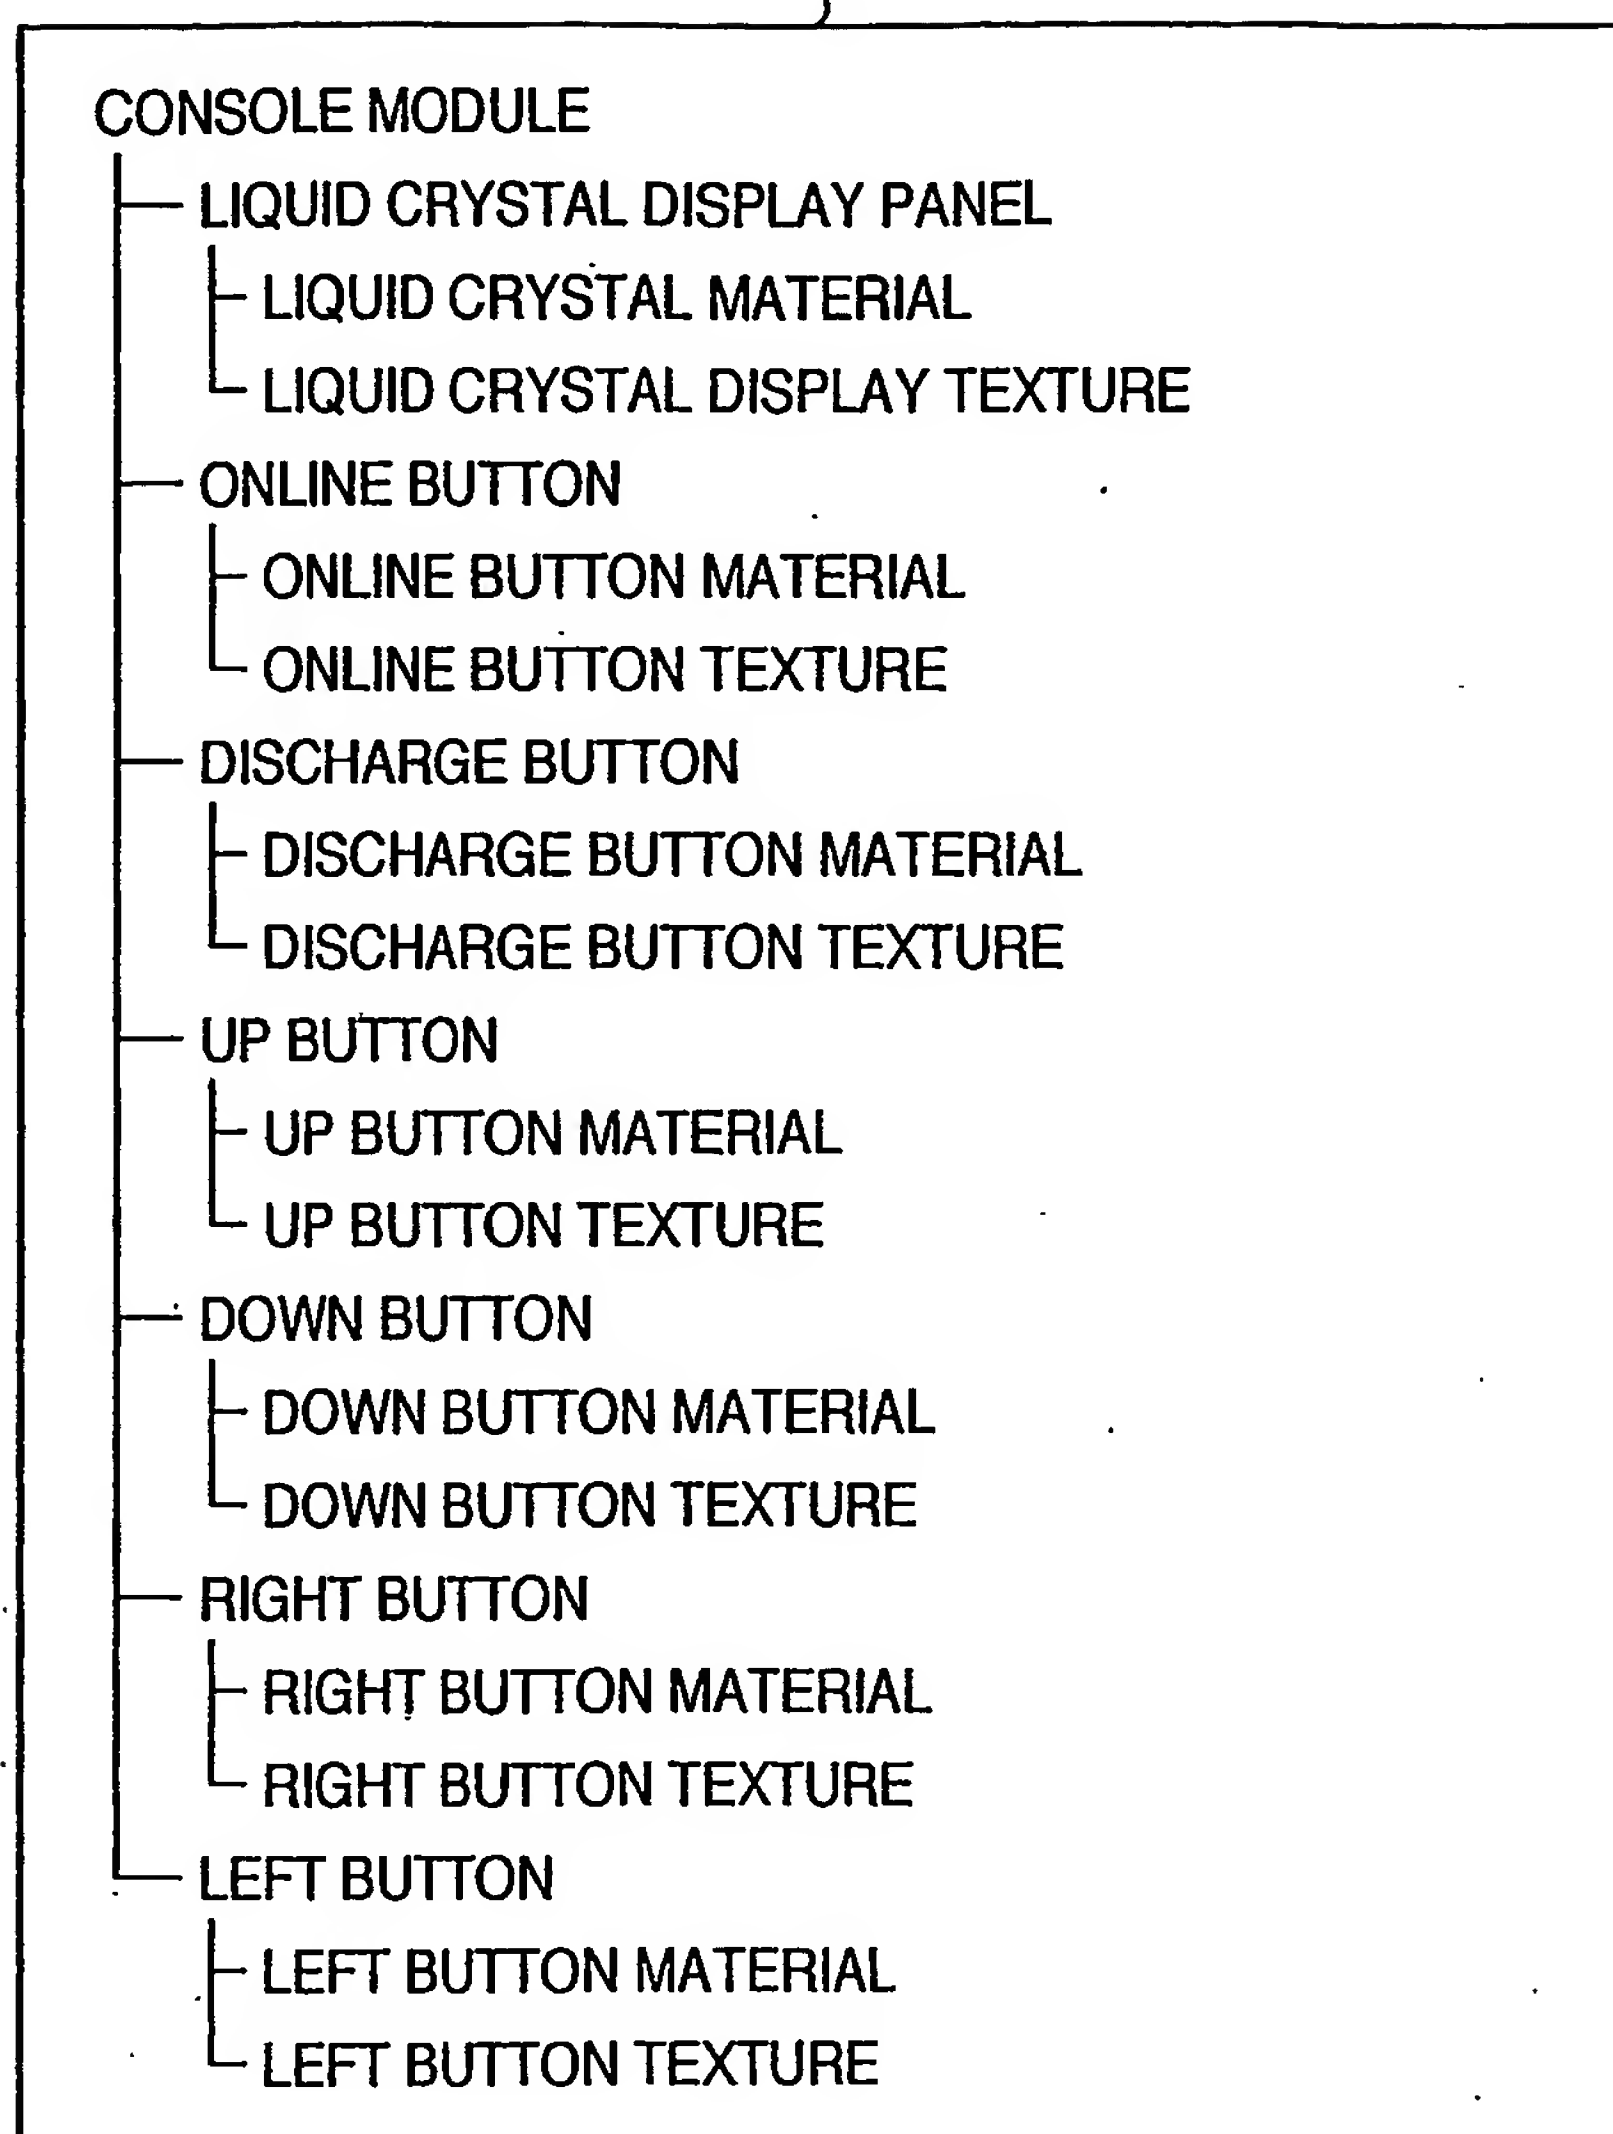 CONSOLE MODULE
LIQUID CRYSTAL DISPLAY PANEL
LIQUID CRYSTAL MATERIAL
LIQUID CRYSTAL DISPLAY TEXTURE
ONLINE BUTTON
ONLINE BUTTON MATERIAL
ONLINE BUTTON TEXTURE
DISCHARGE BUTTON
DISCHARGE BUTTON MATERIAL
DISCHARGE BUTTON TEXTURE
UP BUTTON
UP BUTTON MATERIAL
UP BUTTON TEXTURE
DOWN BUTTON
DOWN BUTTON MATERIAL
DOWN BUTTON TEXTURE
RIGHT BUTTON
RIGHT BUTTON MATERIAL
RIGHT BUTTON TEXTURE
LEFT BUTTON
LEFT BUTTON MATERIAL
LEFT BUTTON TEXTURE